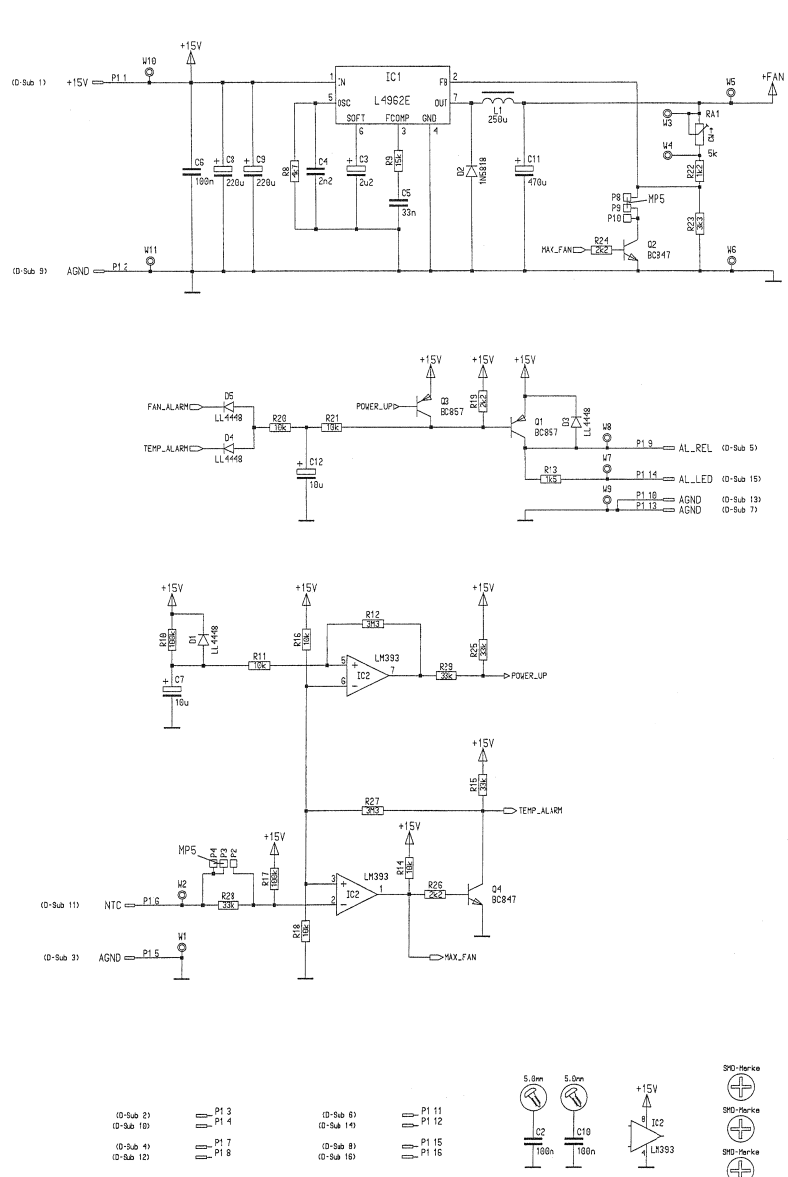 +15V
W10
(D-Sub 1) +15V P1 1
1 IN IC1 FB 2
5 OSC L4962E OUT 7
SOFT FCOMP GND
6 3 4
L1
250u
W5
+FAN
W3
RA1
CW
5k
W4
R22
1k2
C6
100n
C8
220u
C9
220u
R8
4k7
C4
2n2
C3
2u2
R9
15k
C5
33n
D2
1N5818
C11
470u
P8
P9
P10
MP5
R23
3k3
MAX_FAN
R24
2k2
Q2
BC847
W11
W6
(D-Sub 9) AGND P1 2
+15V
+15V
+15V
FAN_ALARM
D5
LL4448
TEMP_ALARM
D4
LL4448
R20
10k
R21
10k
C12
10u
POWER_UP
Q3
BC857
R19
2k2
Q1
BC857
D3
LL4448
W8
P1 9 AL_REL (D-Sub 5)
R13
1k5
W7
P1 14 AL_LED (D-Sub 15)
W9
P1 10 AGND (D-Sub 13)
P1 13 AGND (D-Sub 7)
+15V
+15V
+15V
R10
100k
D1
LL4448
C7
10u
R11
10k
R16
10k
R12
3M3
LM393
5
6
7
IC2
R29
33k
R25
33k
POWER_UP
+15V
R15
33k
R27
3M3
TEMP_ALARM
+15V
+15V
MP5
P4
P3
P2
R17
100k
R14
10k
LM393
3
2
1
IC2
R26
2k2
Q4
BC847
W2
(D-Sub 11) NTC P1 6
R28
33k
R18
10k
W1
(D-Sub 3) AGND P1 5
MAX_FAN
(D-Sub 2) P1 3
(D-Sub 10) P1 4
(D-Sub 4) P1 7
(D-Sub 12) P1 8
(D-Sub 6) P1 11
(D-Sub 14) P1 12
(D-Sub 8) P1 15
(D-Sub 16) P1 16
5.0mm
5.0mm
C2
100n
C10
100n
+15V
8
IC2
4
LM393
SMD-Marke
SMD-Marke
SMD-Marke